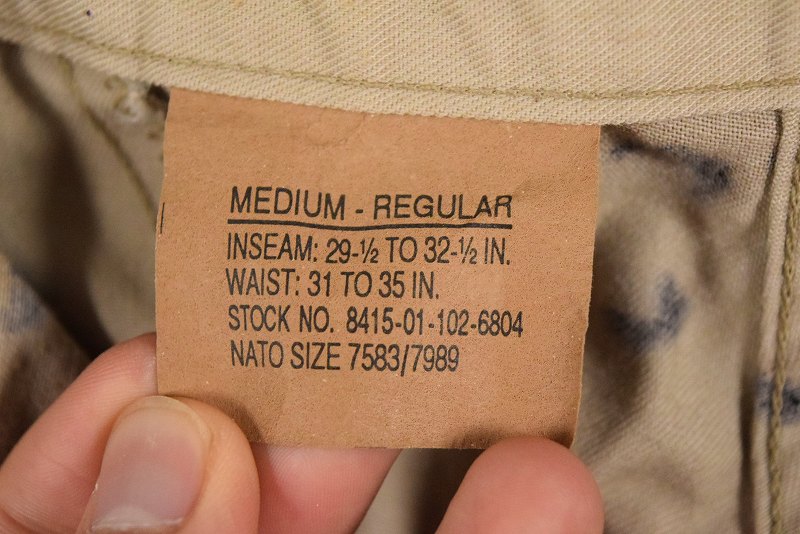 MEDIUM - REGULAR
INSEAM: 29-½ TO 32-½ IN.
WAIST: 31 TO 35 IN.
STOCK NO. 8415-01-102-6804
NATO SIZE 7583/7989